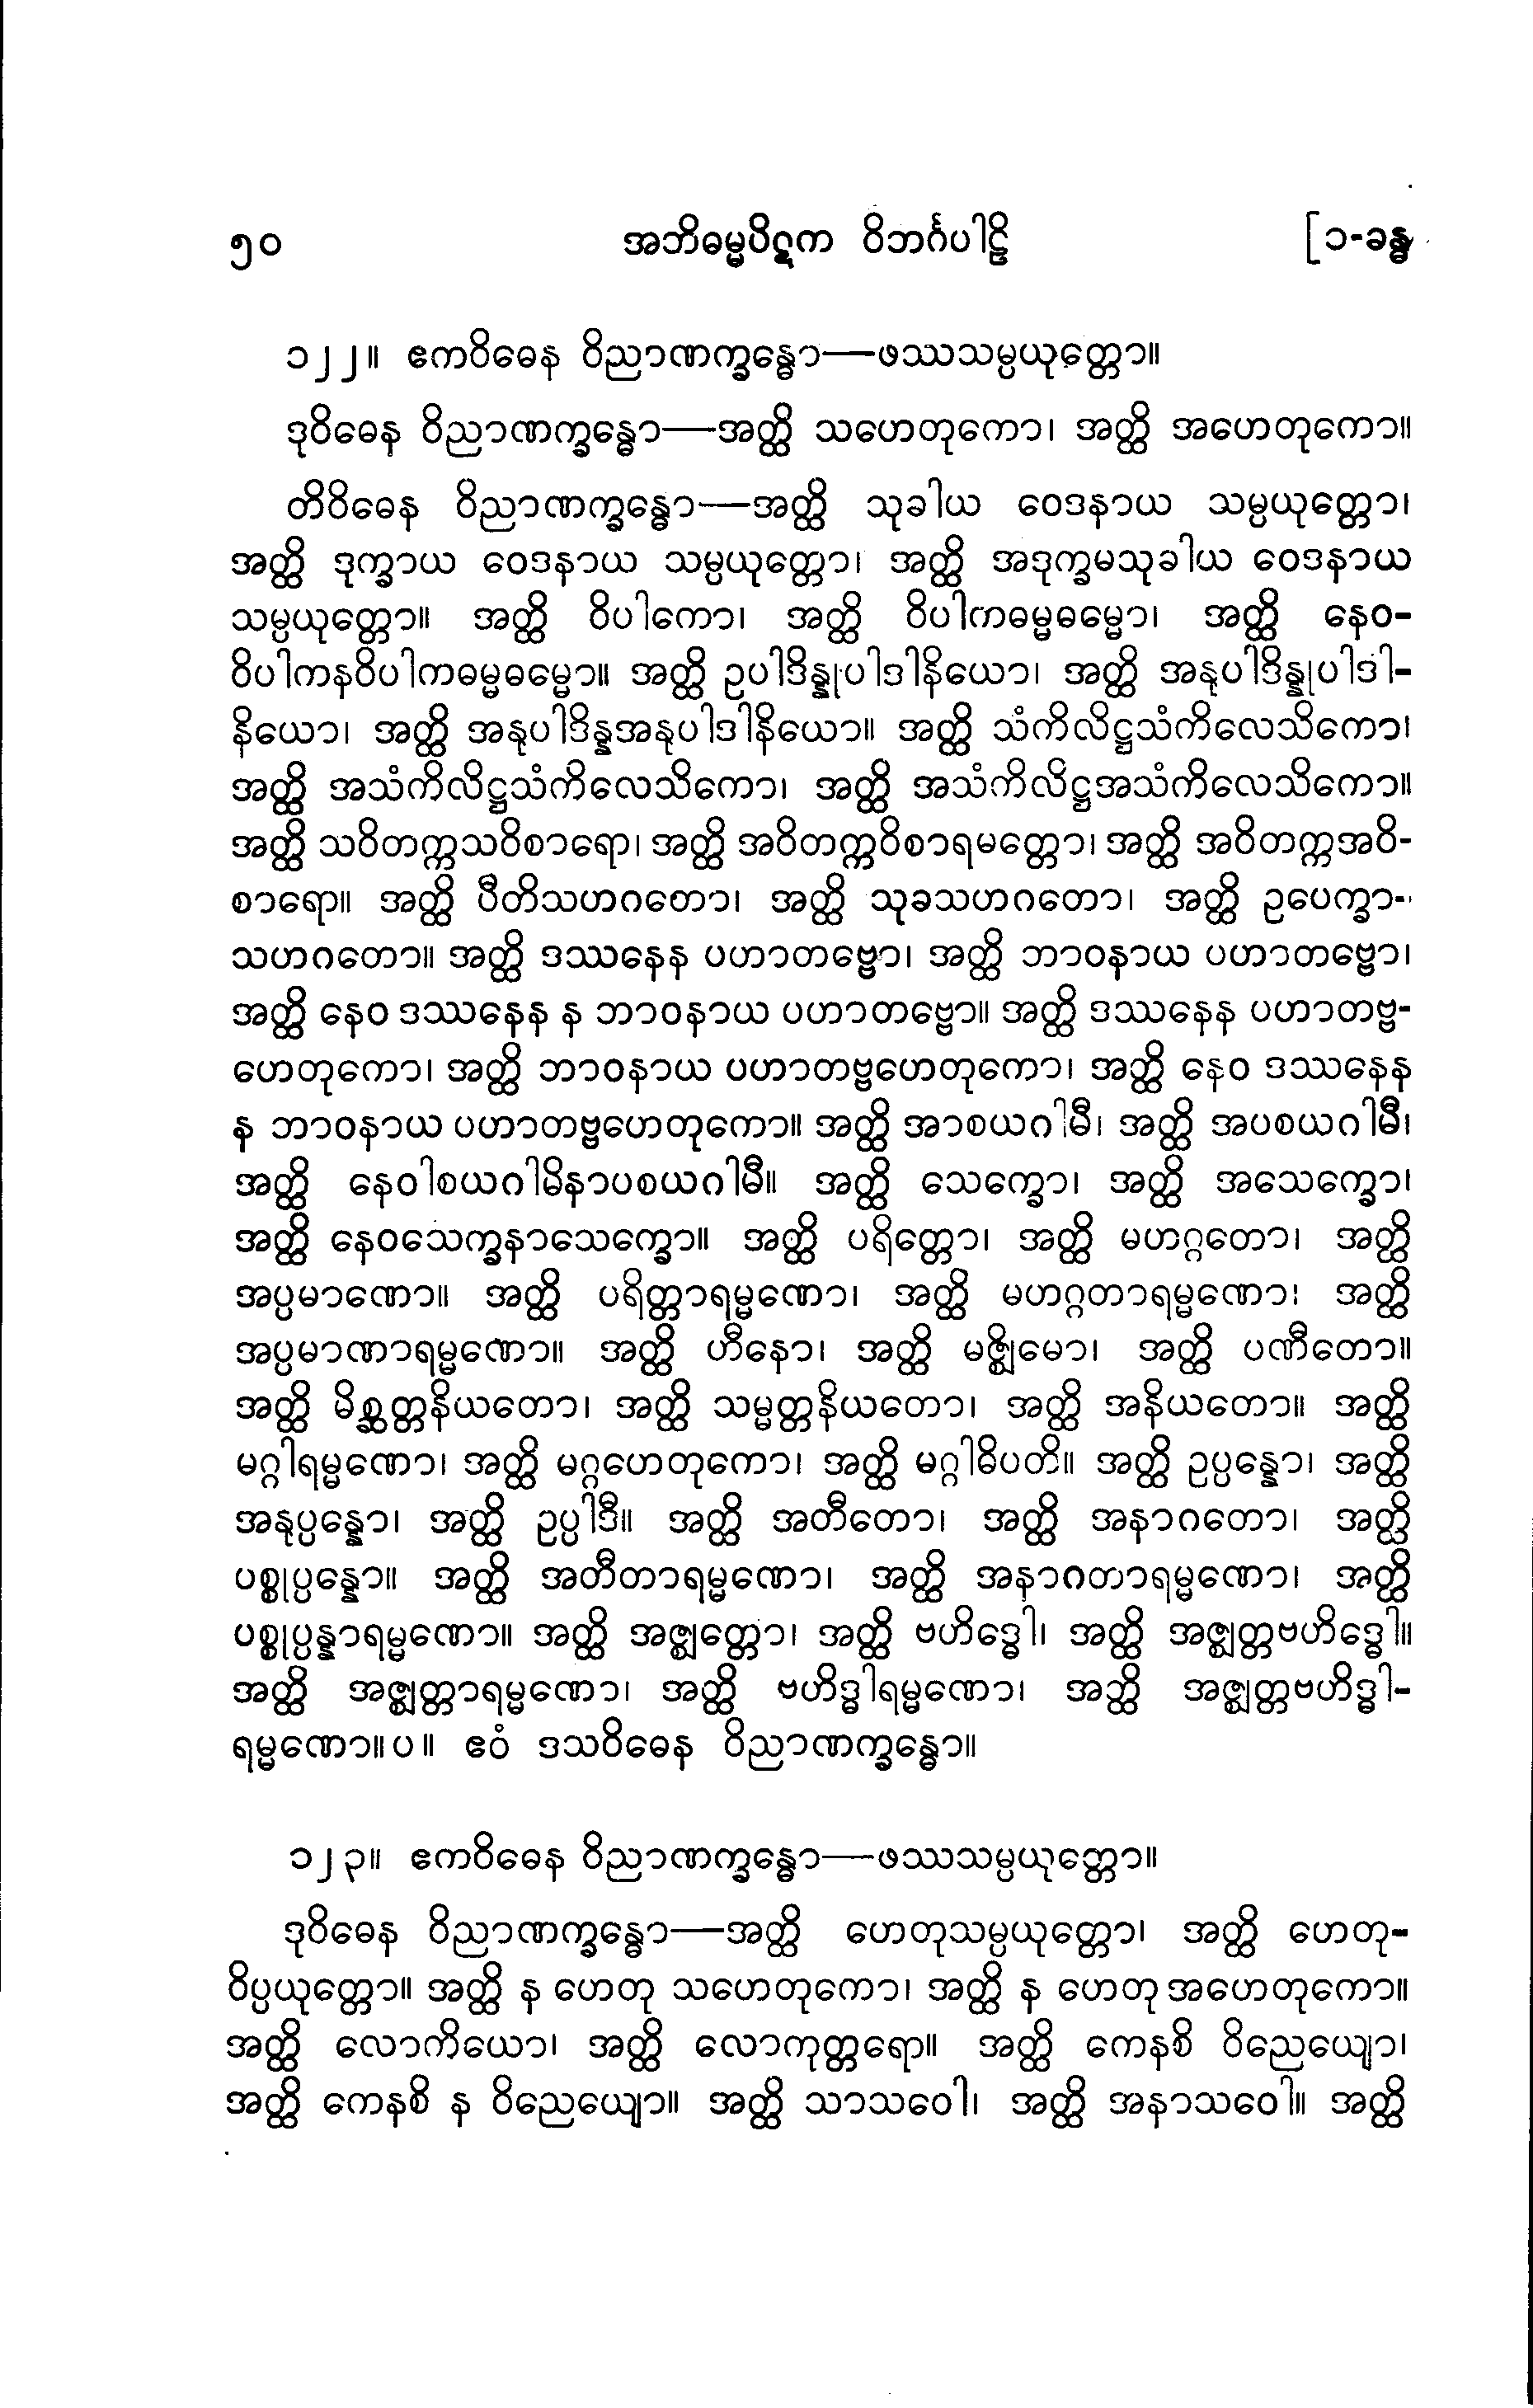 ၅၀ အဘိဓမ္မပိဋက ဝိဘင်္ဂပါဠိ [၁-ခန္ဓ
၁၂၂။ ဧကဝိဓေန ဝိညာဏက္ခန္ဓော—ဖဿသမ္ပယုတ္တော။
ဒုဝိဓေန ဝိညာဏက္ခန္ဓော—အတ္ထိ သဟေတုကော၊ အတ္ထိ အဟေတုကော။
တိဝိဓေန ဝိညာဏက္ခန္ဓော—အတ္ထိ သုခါယ ဝေဒနာယ သမ္ပယုတ္တော၊
အတ္ထိ ဒုက္ခာယ ဝေဒနာယ သမ္ပယုတ္တော၊ အတ္ထိ အဒုက္ခမသုခါယ ဝေဒနာယ
သမ္ပယုတ္တော။ အတ္ထိ ဝိပါကော၊ အတ္ထိ ဝိပါကဓမ္မဓမ္မော၊ အတ္ထိ နေဝ-
ဝိပါကနဝိပါကဓမ္မဓမ္မော။ အတ္ထိ ဥပါဒိန္နုပါဒါနိယော၊ အတ္ထိ အနုပါဒိန္နုပါဒါ-
နိယော၊ အတ္ထိ အနုပါဒိန္နအနုပါဒါနိယော။ အတ္ထိ သံကိလိဋ္ဌသံကိလေသိကော၊
အတ္ထိ အသံကိလိဋ္ဌသံကိလေသိကော၊ အတ္ထိ အသံကိလိဋ္ဌအသံကိလေသိကော။
အတ္ထိ သဝိတက္ကသဝိစာရော၊ အတ္ထိ အဝိတက္ကဝိစာရမတ္တော၊ အတ္ထိ အဝိတက္ကအဝိ-
စာရော။ အတ္ထိ ပီတိသဟဂတော၊ အတ္ထိ သုခသဟဂတော၊ အတ္ထိ ဥပေက္ခာ-
သဟဂတော။ အတ္ထိ ဒဿနေန ပဟာတဗ္ဗော၊ အတ္ထိ ဘာဝနာယ ပဟာတဗ္ဗော၊
အတ္ထိ နေဝ ဒဿနေန န ဘာဝနာယ ပဟာတဗ္ဗော။ အတ္ထိ ဒဿနေန ပဟာတဗ္ဗ-
ဟေတုကော၊ အတ္ထိ ဘာဝနာယ ပဟာတဗ္ဗဟေတုကော၊ အတ္ထိ နေဝ ဒဿနေန
န ဘာဝနာယ ပဟာတဗ္ဗဟေတုကော။ အတ္ထိ အာစယဂါမီ၊ အတ္ထိ အပစယဂါမီ၊
အတ္ထိ နေဝါစယဂါမိနာပစယဂါမီ။ အတ္ထိ သေက္ခော၊ အတ္ထိ အသေက္ခော၊
အတ္ထိ နေဝသေက္ခနာသေက္ခော။ အတ္ထိ ပရိတ္တော၊ အတ္ထိ မဟဂ္ဂတော၊ အတ္ထိ
အပ္ပမာဏော။ အတ္ထိ ပရိတ္တာရမ္မဏော၊ အတ္ထိ မဟဂ္ဂတာရမ္မဏော၊ အတ္ထိ
အပ္ပမာဏာရမ္မဏော။ အတ္ထိ ဟီနော၊ အတ္ထိ မဇ္ဈိမော၊ အတ္ထိ ပဏီတော။
အတ္ထိ မိစ္ဆတ္တနိယတော၊ အတ္ထိ သမ္မတ္တနိယတော၊ အတ္ထိ အနိယတော။ အတ္ထိ
မဂ္ဂါရမ္မဏော၊ အတ္ထိ မဂ္ဂဟေတုကော၊ အတ္ထိ မဂ္ဂါဓိပတိ။ အတ္ထိ ဥပ္ပန္နော၊ အတ္ထိ
အနုပ္ပန္နော၊ အတ္ထိ ဥပ္ပါဒီ။ အတ္ထိ အတီတော၊ အတ္ထိ အနာဂတော၊ အတ္ထိ
ပစ္စုပ္ပန္နော။ အတ္ထိ အတီတာရမ္မဏော၊ အတ္ထိ အနာဂတာရမ္မဏော၊ အတ္ထိ
ပစ္စုပ္ပန္နာရမ္မဏော။ အတ္ထိ အဇ္ဈတ္တော၊ အတ္ထိ ဗဟိဒ္ဓေါ၊ အတ္ထိ အဇ္ဈတ္တဗဟိဒ္ဓေါ။
အတ္ထိ အဇ္ဈတ္တာရမ္မဏော၊ အတ္ထိ ဗဟိဒ္ဓါရမ္မဏော၊ အတ္ထိ အဇ္ဈတ္တဗဟိဒ္ဓါ-
ရမ္မဏော။ပ။ ဧဝံ ဒသဝိဓေန ဝိညာဏက္ခန္ဓော။
၁၂၃။ ဧကဝိဓေန ဝိညာဏက္ခန္ဓော—ဖဿသမ္ပယုတ္တော။
ဒုဝိဓေန ဝိညာဏက္ခန္ဓော—အတ္ထိ ဟေတုသမ္ပယုတ္တော၊ အတ္ထိ ဟေတု-
ဝိပ္ပယုတ္တော။ အတ္ထိ န ဟေတု သဟေတုကော၊ အတ္ထိ န ဟေတု အဟေတုကော။
အတ္ထိ လောကိယော၊ အတ္ထိ လောကုတ္တရော။ အတ္ထိ ကေနစိ ဝိညေယျော၊
အတ္ထိ ကေနစိ န ဝိညေယျော။ အတ္ထိ သာသဝေါ၊ အတ္ထိ အနာသဝေါ။ အတ္ထိ